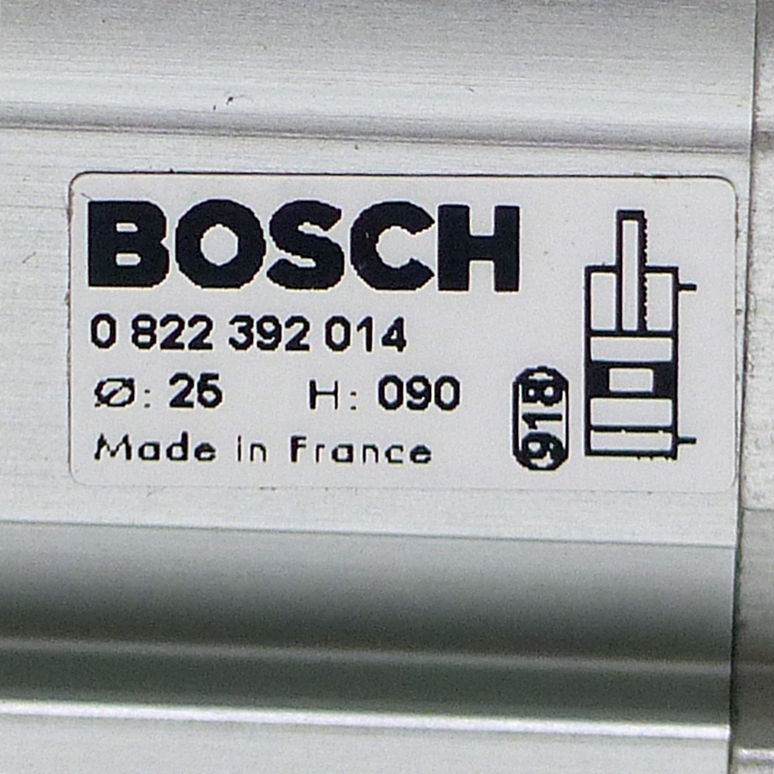 BOSCH
0 822 392 014
Ø: 25 H: 090
Made in France
918